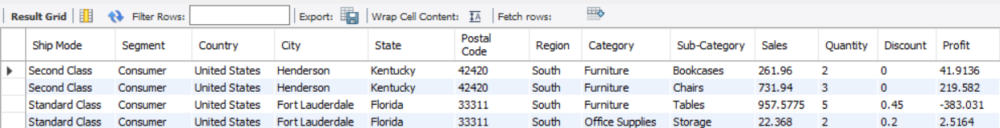 Result Grid Filter Rows: Export: Wrap Cell Content: IA Fetch rows:
Ship Mode Segment Country City State Postal Code Region Category Sub-Category Sales Quantity Discount Profit
Second Class Consumer United States Henderson Kentucky 42420 South Furniture Bookcases 261.96 2 0 41.9136
Second Class Consumer United States Henderson Kentucky 42420 South Furniture Chairs 731.94 3 0 219.582
Standard Class Consumer United States Fort Lauderdale Florida 33311 South Furniture Tables 957.5775 5 0.45 -383.031
Standard Class Consumer United States Fort Lauderdale Florida 33311 South Office Supplies Storage 22.368 2 0.2 2.5164